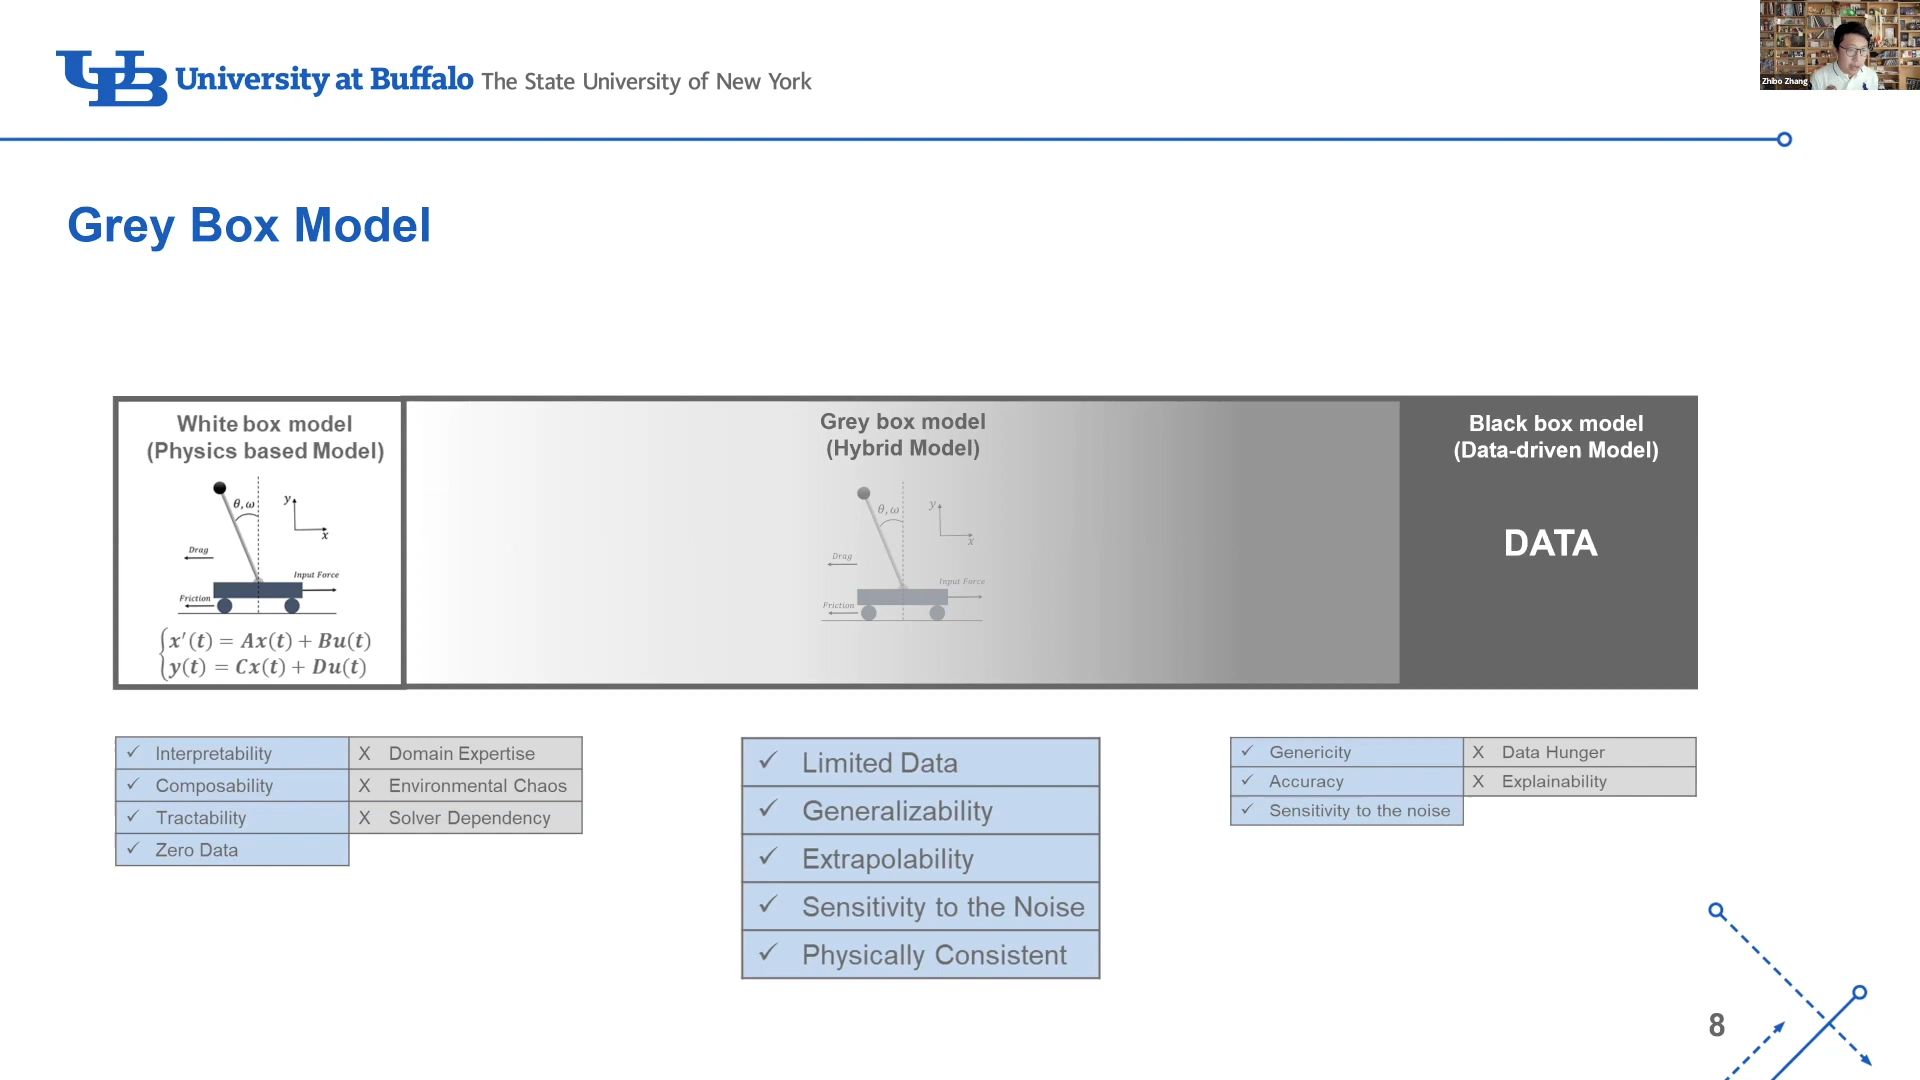 University at Buffalo The State University of New York
Zhibo Zhang
Grey Box Model
White box model
(Physics based Model)
θ, ω
y
x
Drag
Input Force
Friction
x′(t) = Ax(t) + Bu(t)
y(t) = Cx(t) + Du(t)
Grey box model
(Hybrid Model)
θ, ω
y
x
Drag
Input Force
Friction
Black box model
(Data-driven Model)
DATA
✓ Interpretability X Domain Expertise
✓ Composability X Environmental Chaos
✓ Tractability X Solver Dependency
✓ Zero Data
✓ Limited Data
✓ Generalizability
✓ Extrapolability
✓ Sensitivity to the Noise
✓ Physically Consistent
✓ Genericity X Data Hunger
✓ Accuracy X Explainability
✓ Sensitivity to the noise
8